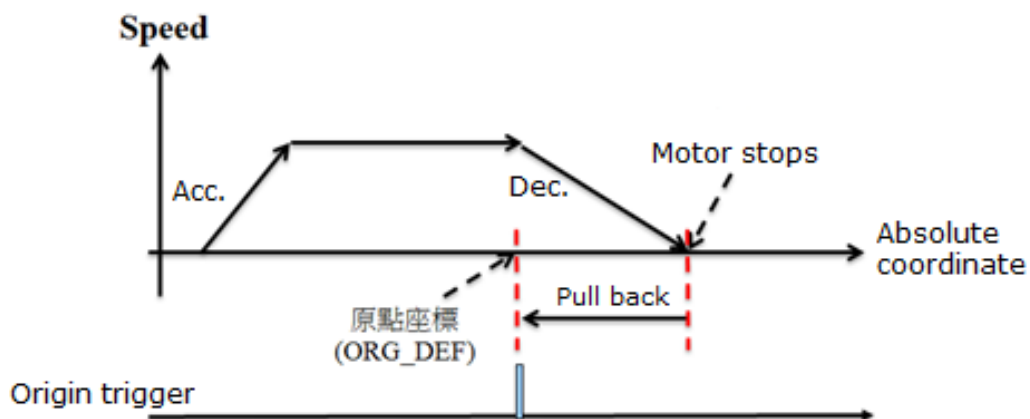 Speed
Acc.
Dec.
Motor stops
Absolute
coordinate
Pull back
原點座標
(ORG_DEF)
Origin trigger